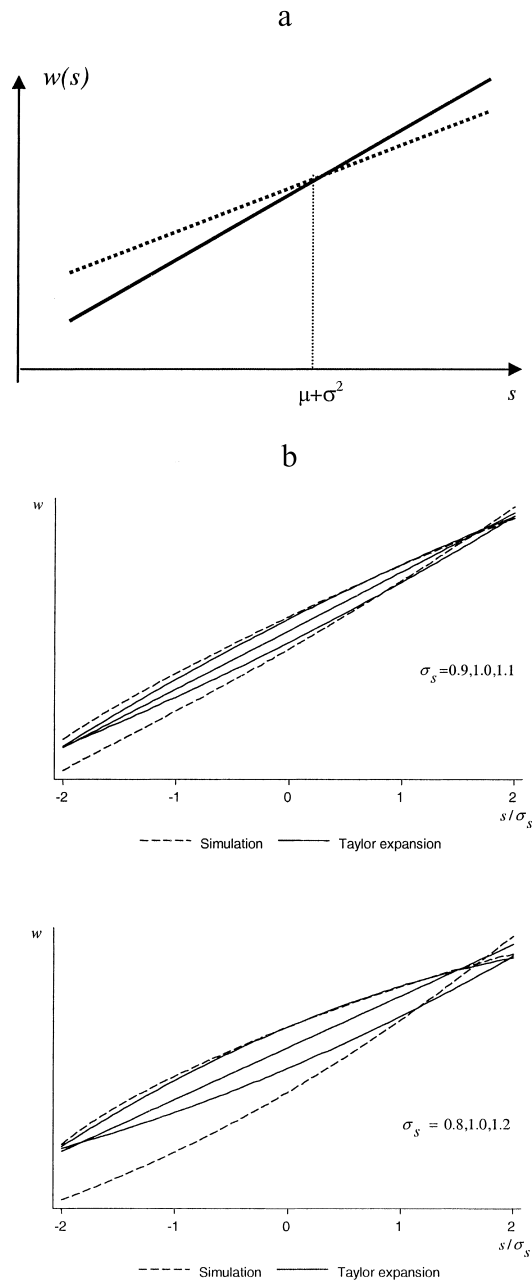 a
w(s)
μ+σ²
s
b
w
σₛ=0.9,1.0,1.1
-2 -1 0 1 2
s/σₛ
Simulation Taylor expansion
w
σₛ = 0.8,1.0,1.2
-2 -1 0 1 2
s/σₛ
Simulation Taylor expansion